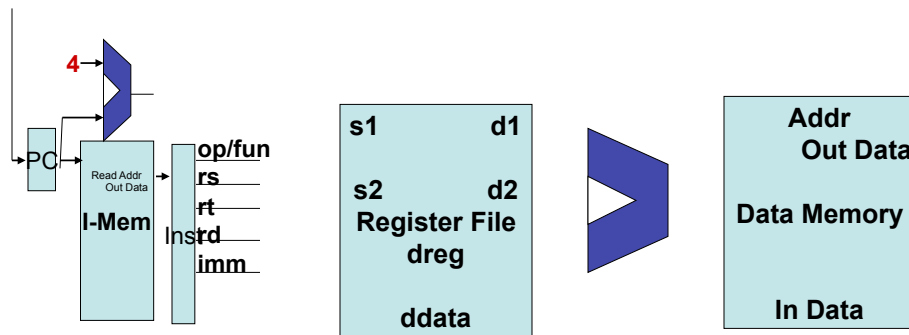 4
PC
Read Addr
Out Data
I-Mem
Inst
op/fun
rs
rt
rd
imm
s1 d1
s2 d2
Register File
dreg
ddata
Addr
Out Data
Data Memory
In Data